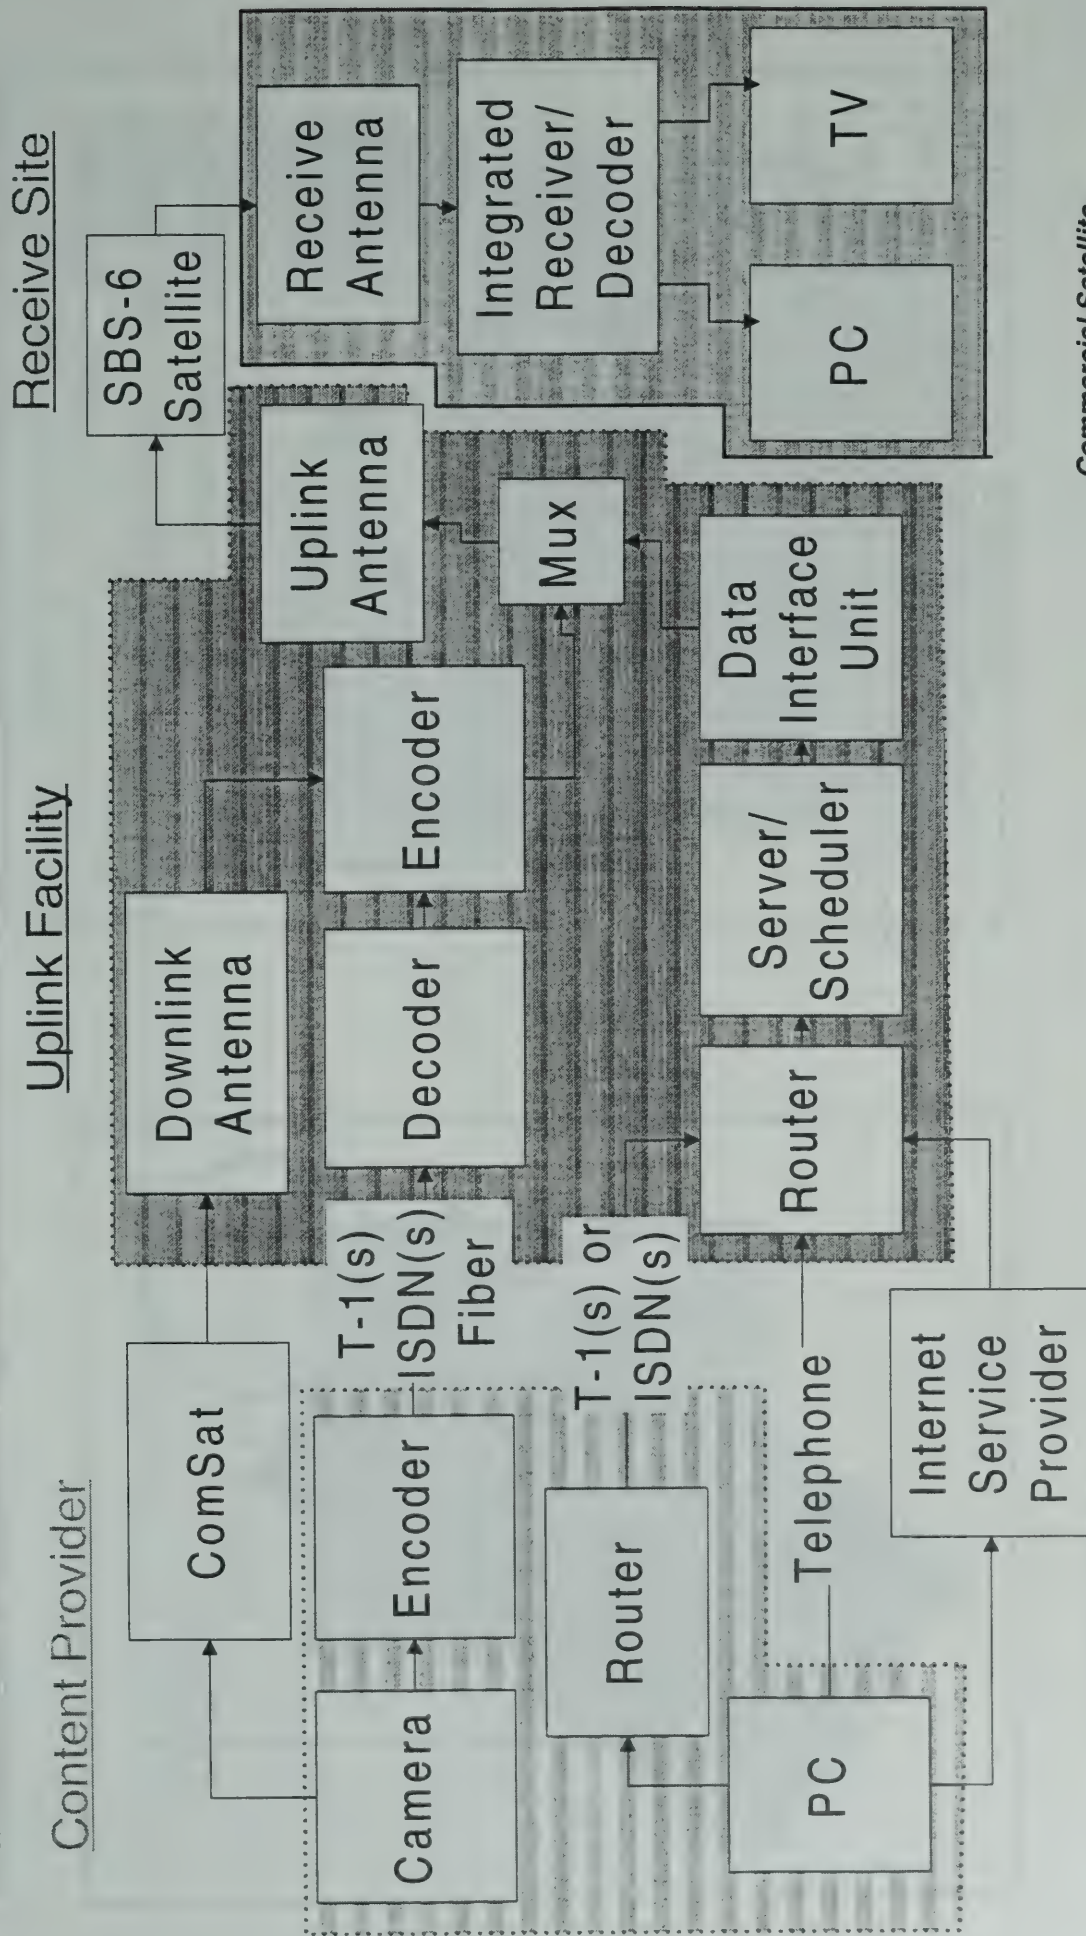 Content Provider
Uplink Facility
Receive Site
ComSat
Camera
Encoder
T-1(s)
ISDN(s)
Fiber
Router
T-1(s) or
ISDN(s)
PC
Telephone
Internet
Service
Provider
Downlink
Antenna
Decoder
Encoder
Router
Server/
Scheduler
Data
Interface
Unit
Mux
Uplink
Antenna
SBS-6
Satellite
Receive
Antenna
Integrated
Receiver/
Decoder
PC
TV
Commercial Satellite